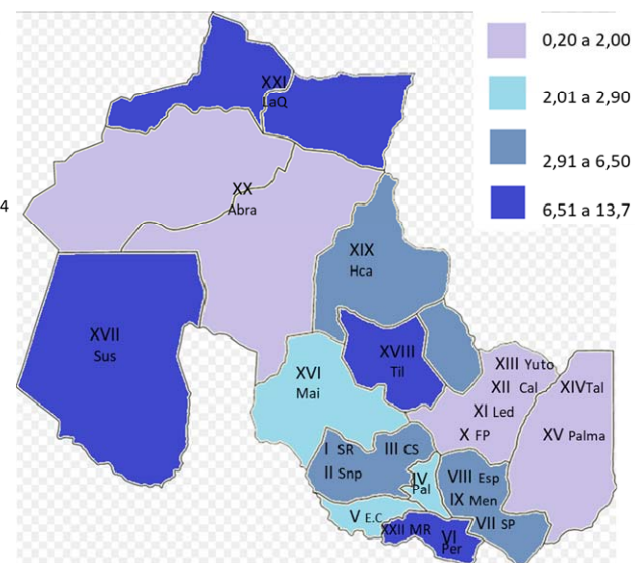 0,20 a 2,00
2,01 a 2,90
2,91 a 6,50
6,51 a 13,7
4
XXI
LaQ
XX
Abra
XIX
Hca
XVII
Sus
XVIII
Til
XVI
Mai
XIII Yuto
XII Cal
XIV Tal
XI Led
X FP
XV Palma
I SR
III CS
II Snp
IV
Pal
VIII Esp
IX Men
V E.C
XXII MR
VI
Per
VII SP